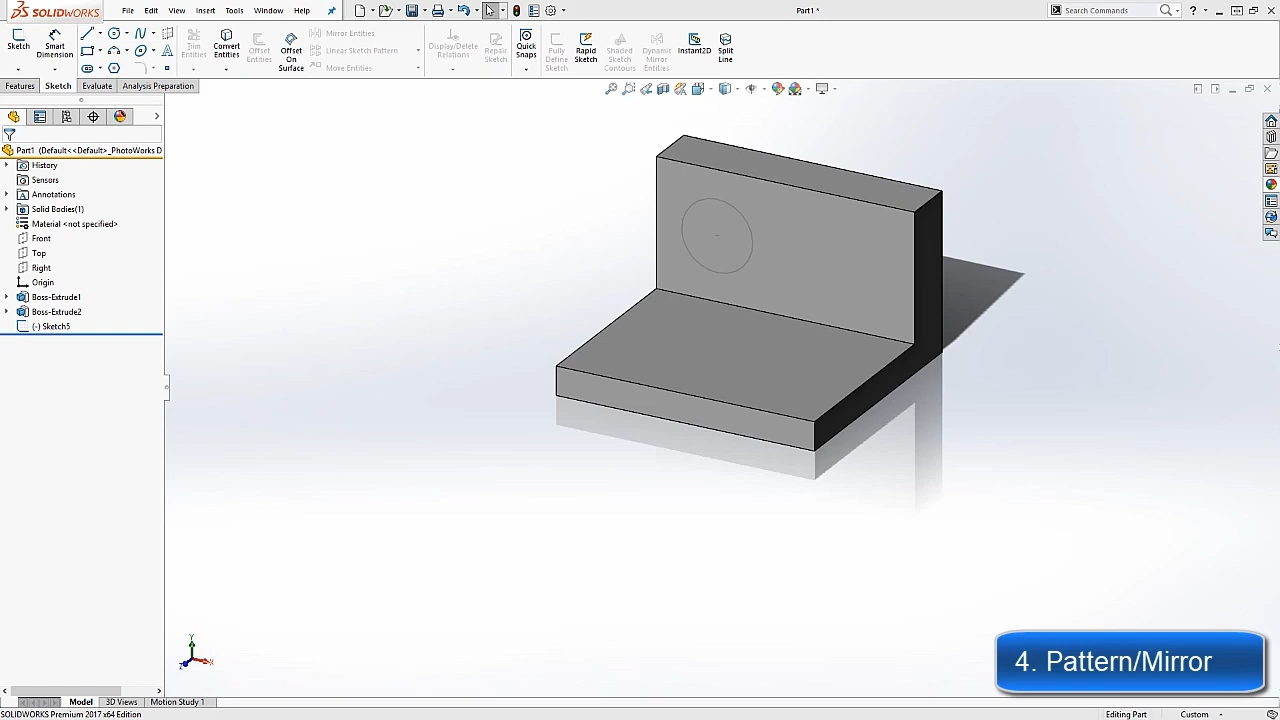 SOLIDWORKS
File Edit View Insert Tools Window Help
Part1 *
Search Commands
Sketch
Smart Dimension
Trim Entities
Convert Entities
Offset Entities
Offset On Surface
Mirror Entities
Linear Sketch Pattern
Move Entities
Display/Delete Relations
Repair Sketch
Quick Snaps
Fully Define Sketch
Rapid Sketch
Shaded Sketch Contours
Dynamic Mirror Entities
Instant2D
Split Line
Features Sketch Evaluate Analysis Preparation
Part1 (Default<<Default>_PhotoWorks D
History
Sensors
Annotations
Solid Bodies(1)
Material <not specified>
Front
Top
Right
Origin
Boss-Extrude1
Boss-Extrude2
(-) Sketch5
Y
X
Z
4. Pattern/Mirror
Model 3D Views Motion Study 1
SOLIDWORKS Premium 2017 x64 Edition
Editing Part
Custom